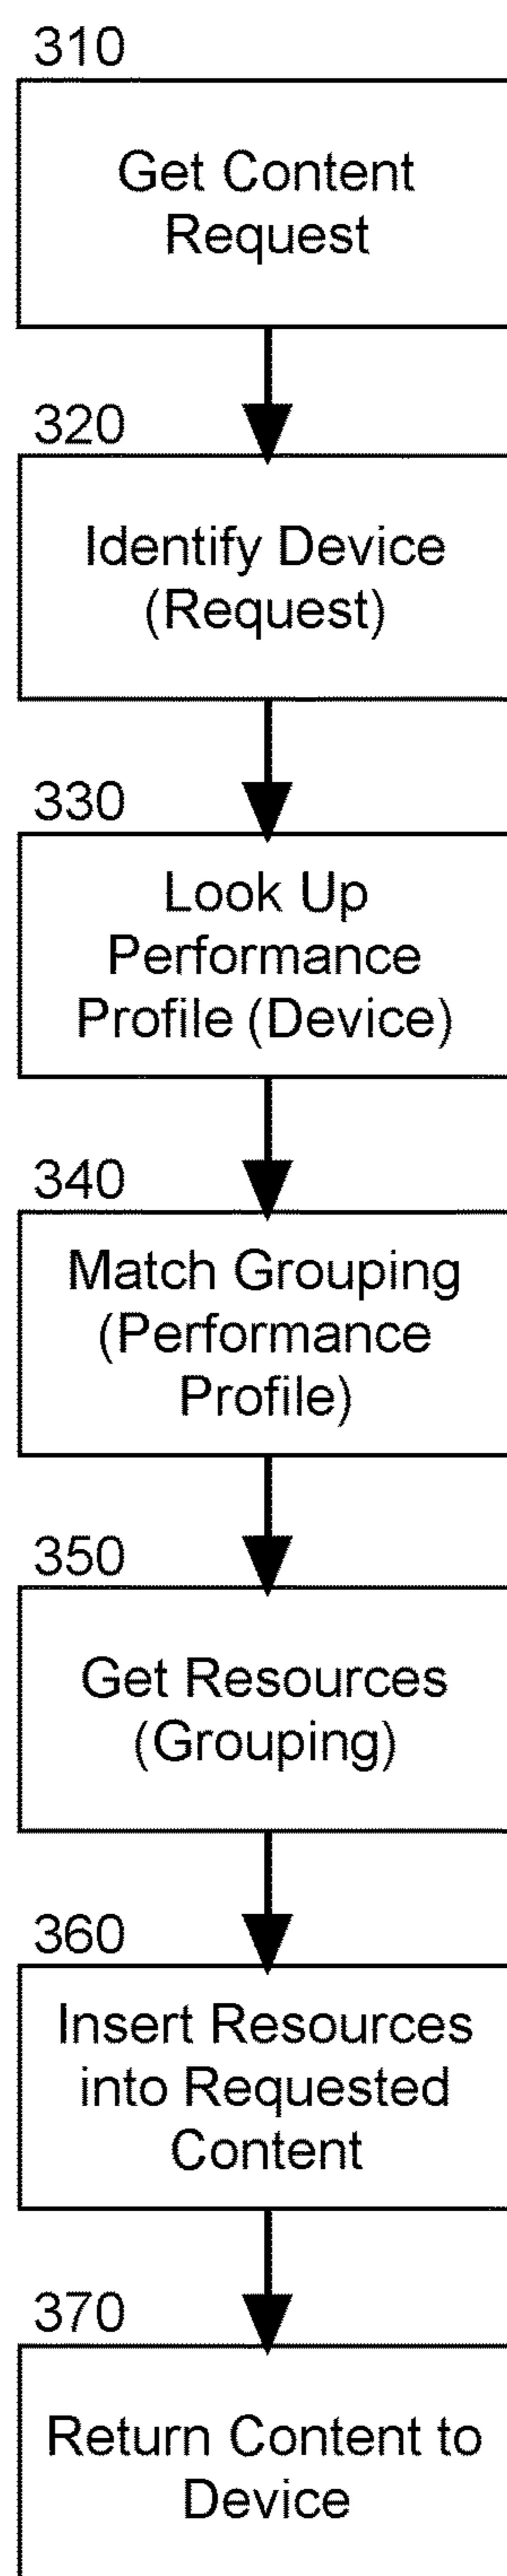 310
Get Content
Request
320
Identify Device
(Request)
330
Look Up
Performance
Profile (Device)
340
Match Grouping
(Performance
Profile)
350
Get Resources
(Grouping)
360
Insert Resources
into Requested
Content
370
Return Content to
Device